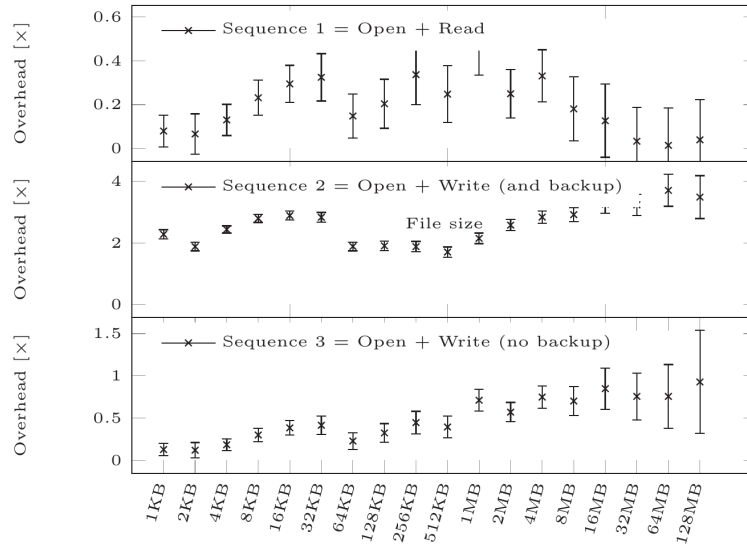 Overhead [×]
0.6
0.4
0.2
0
Sequence 1 = Open + Read
Overhead [×]
4
2
0
Sequence 2 = Open + Write (and backup)
File size
Overhead [×]
1.5
1
0.5
0
Sequence 3 = Open + Write (no backup)
1KB
2KB
4KB
8KB
16KB
32KB
64KB
128KB
256KB
512KB
1MB
2MB
4MB
8MB
16MB
32MB
64MB
128MB